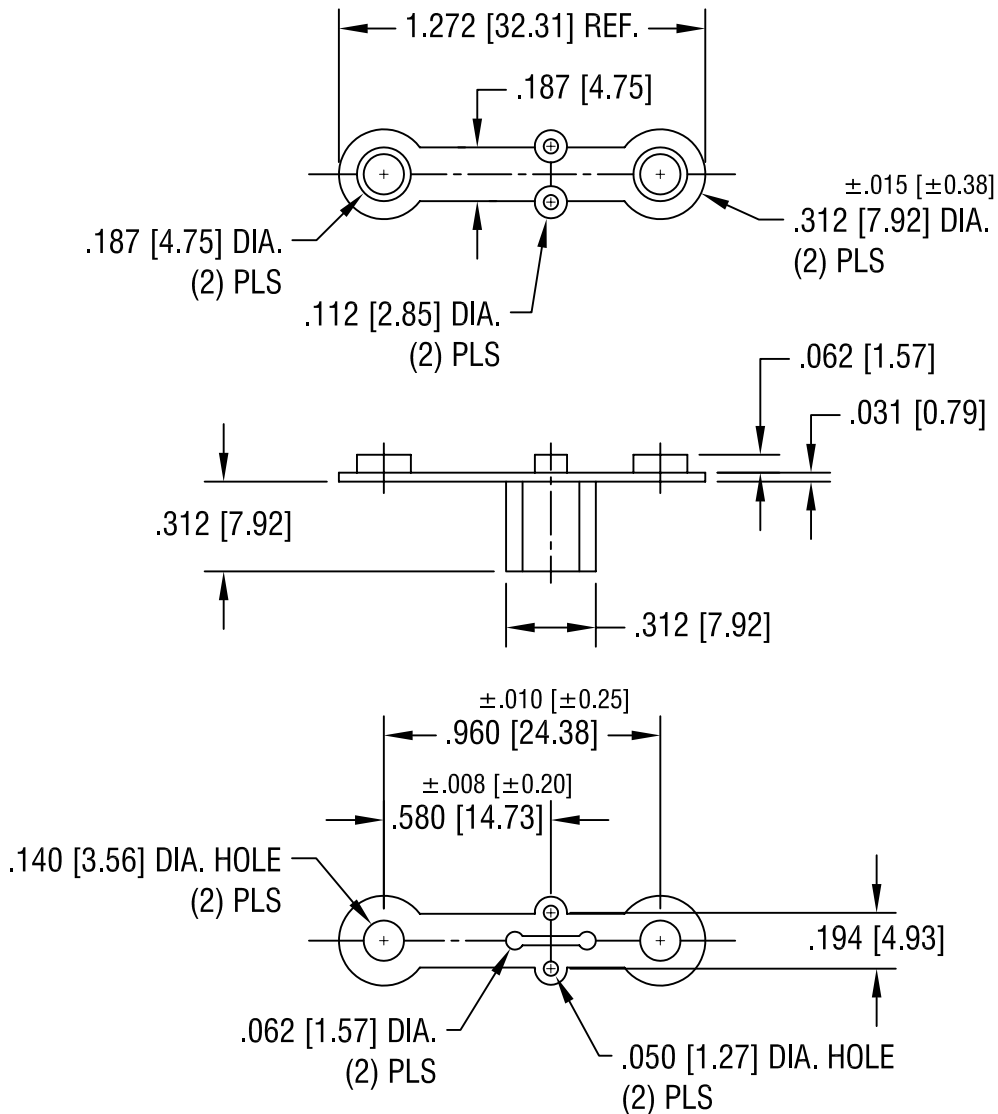 1.272 [32.31] REF.
.187 [4.75]
±.015 [±0.38]
.312 [7.92] DIA.
(2) PLS
.187 [4.75] DIA.
(2) PLS
.112 [2.85] DIA.
(2) PLS
.062 [1.57]
.031 [0.79]
.312 [7.92]
.312 [7.92]
±.010 [±0.25]
.960 [24.38]
±.008 [±0.20]
.580 [14.73]
.140 [3.56] DIA. HOLE
(2) PLS
.194 [4.93]
.062 [1.57] DIA.
(2) PLS
.050 [1.27] DIA. HOLE
(2) PLS